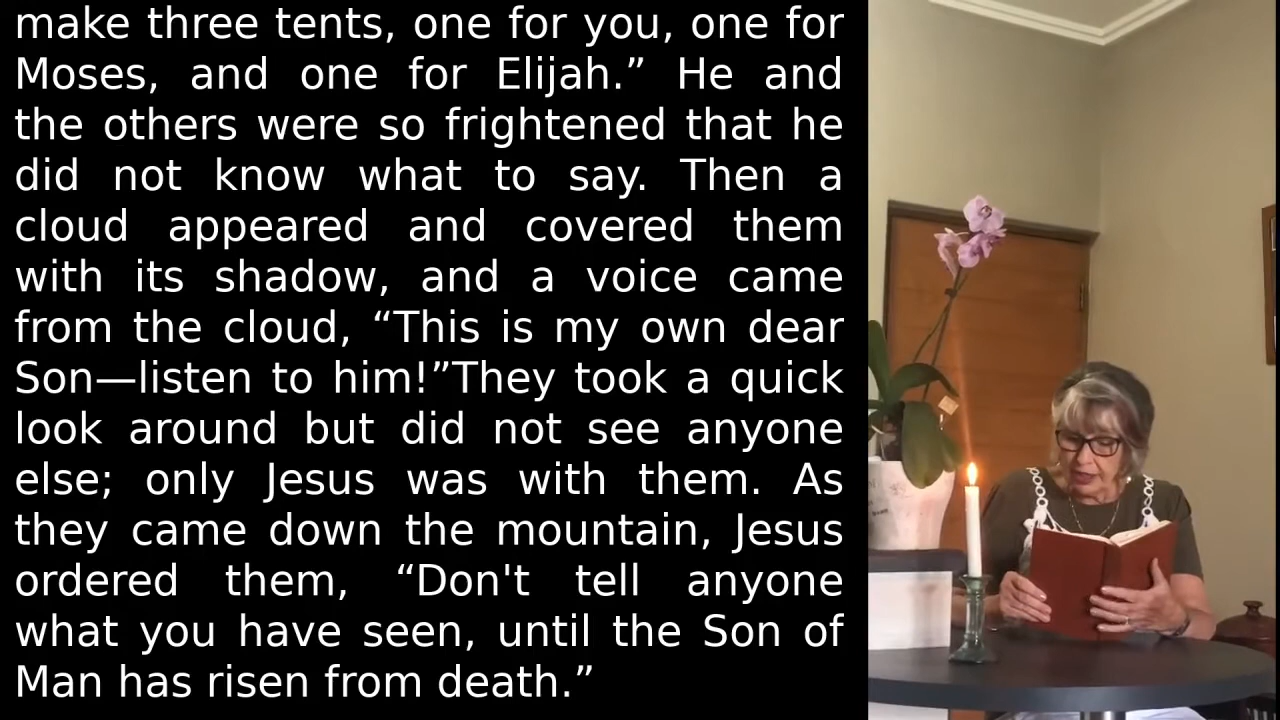 make three tents, one for you, one for
Moses, and one for Elijah.” He and
the others were so frightened that he
did not know what to say. Then a
cloud appeared and covered them
with its shadow, and a voice came
from the cloud, “This is my own dear
Son—listen to him!”They took a quick
look around but did not see anyone
else; only Jesus was with them. As
they came down the mountain, Jesus
ordered them, “Don't tell anyone
what you have seen, until the Son of
Man has risen from death.”